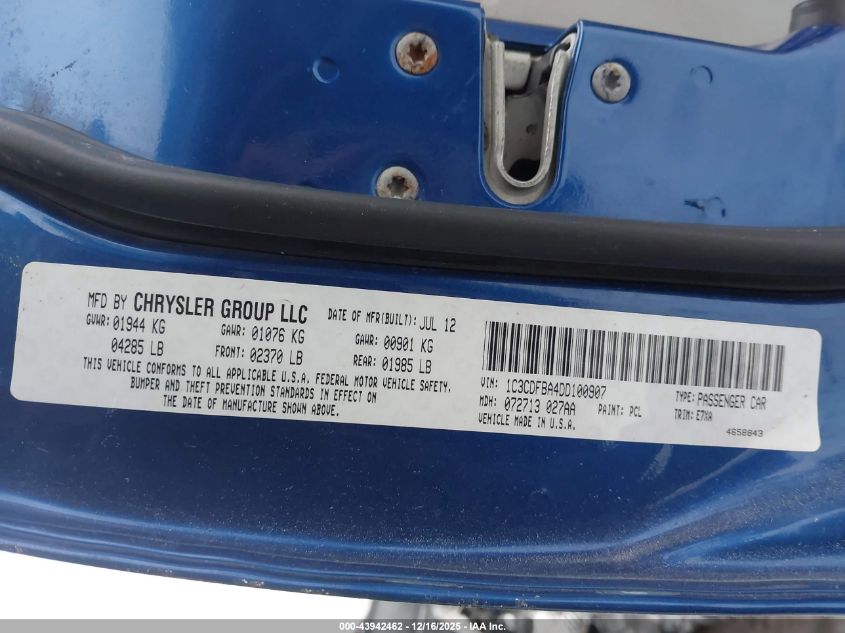 MFD BY CHRYSLER GROUP LLC DATE OF MFR(BUILT): JUL 12
GVWR: 01944 KG GAWR: 01076 KG GAWR: 00901 KG
04285 LB FRONT: 02370 LB REAR: 01985 LB
THIS VEHICLE CONFORMS TO ALL APPLICABLE U.S.A. FEDERAL MOTOR VEHICLE SAFETY,
BUMPER AND THEFT PREVENTION STANDARDS IN EFFECT ON
THE DATE OF MANUFACTURE SHOWN ABOVE.
VIN: 1C3CDFBA4DD100907 TYPE: PASSENGER CAR
MDH: 072713 027AA PAINT: PCL TRIM: E7XA
VEHICLE MADE IN U.S.A. 4658843
000-43942462 - 12/16/2025 - IAA, Inc.